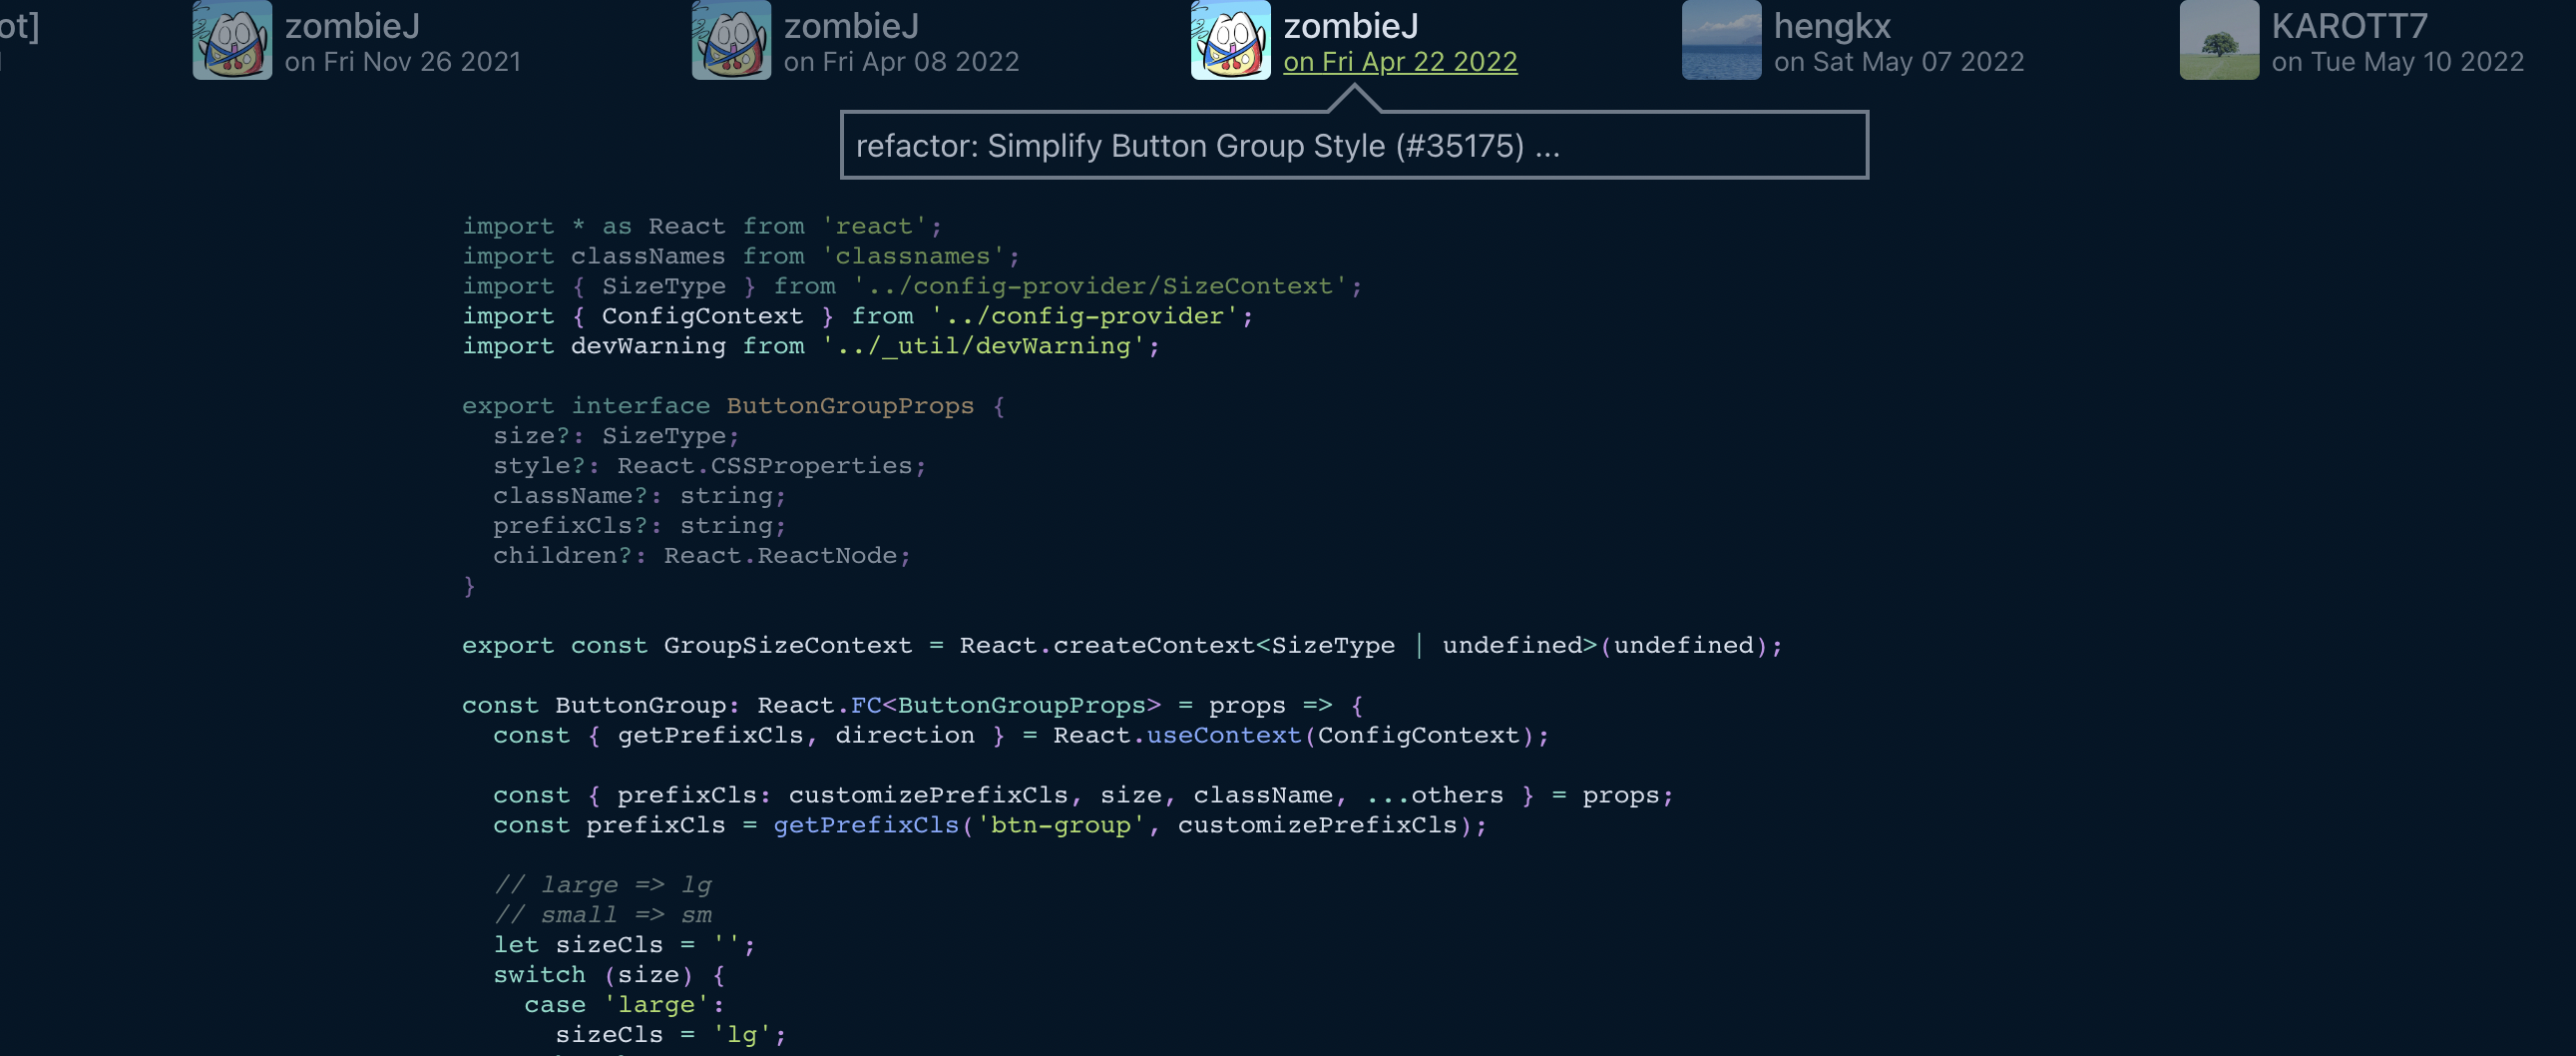 ot]
zombieJ
on Fri Nov 26 2021
zombieJ
on Fri Apr 08 2022
zombieJ
on Fri Apr 22 2022
hengkx
on Sat May 07 2022
KAROTT7
on Tue May 10 2022
refactor: Simplify Button Group Style (#35175) ...
import * as React from 'react';
import classNames from 'classnames';
import { SizeType } from '../config-provider/SizeContext';
import { ConfigContext } from '../config-provider';
import devWarning from '../_util/devWarning';
export interface ButtonGroupProps {
  size?: SizeType;
  style?: React.CSSProperties;
  className?: string;
  prefixCls?: string;
  children?: React.ReactNode;
}
export const GroupSizeContext = React.createContext<SizeType | undefined>(undefined);
const ButtonGroup: React.FC<ButtonGroupProps> = props => {
  const { getPrefixCls, direction } = React.useContext(ConfigContext);
  const { prefixCls: customizePrefixCls, size, className, ...others } = props;
  const prefixCls = getPrefixCls('btn-group', customizePrefixCls);
  // large => lg
  // small => sm
  let sizeCls = '';
  switch (size) {
    case 'large':
      sizeCls = 'lg';